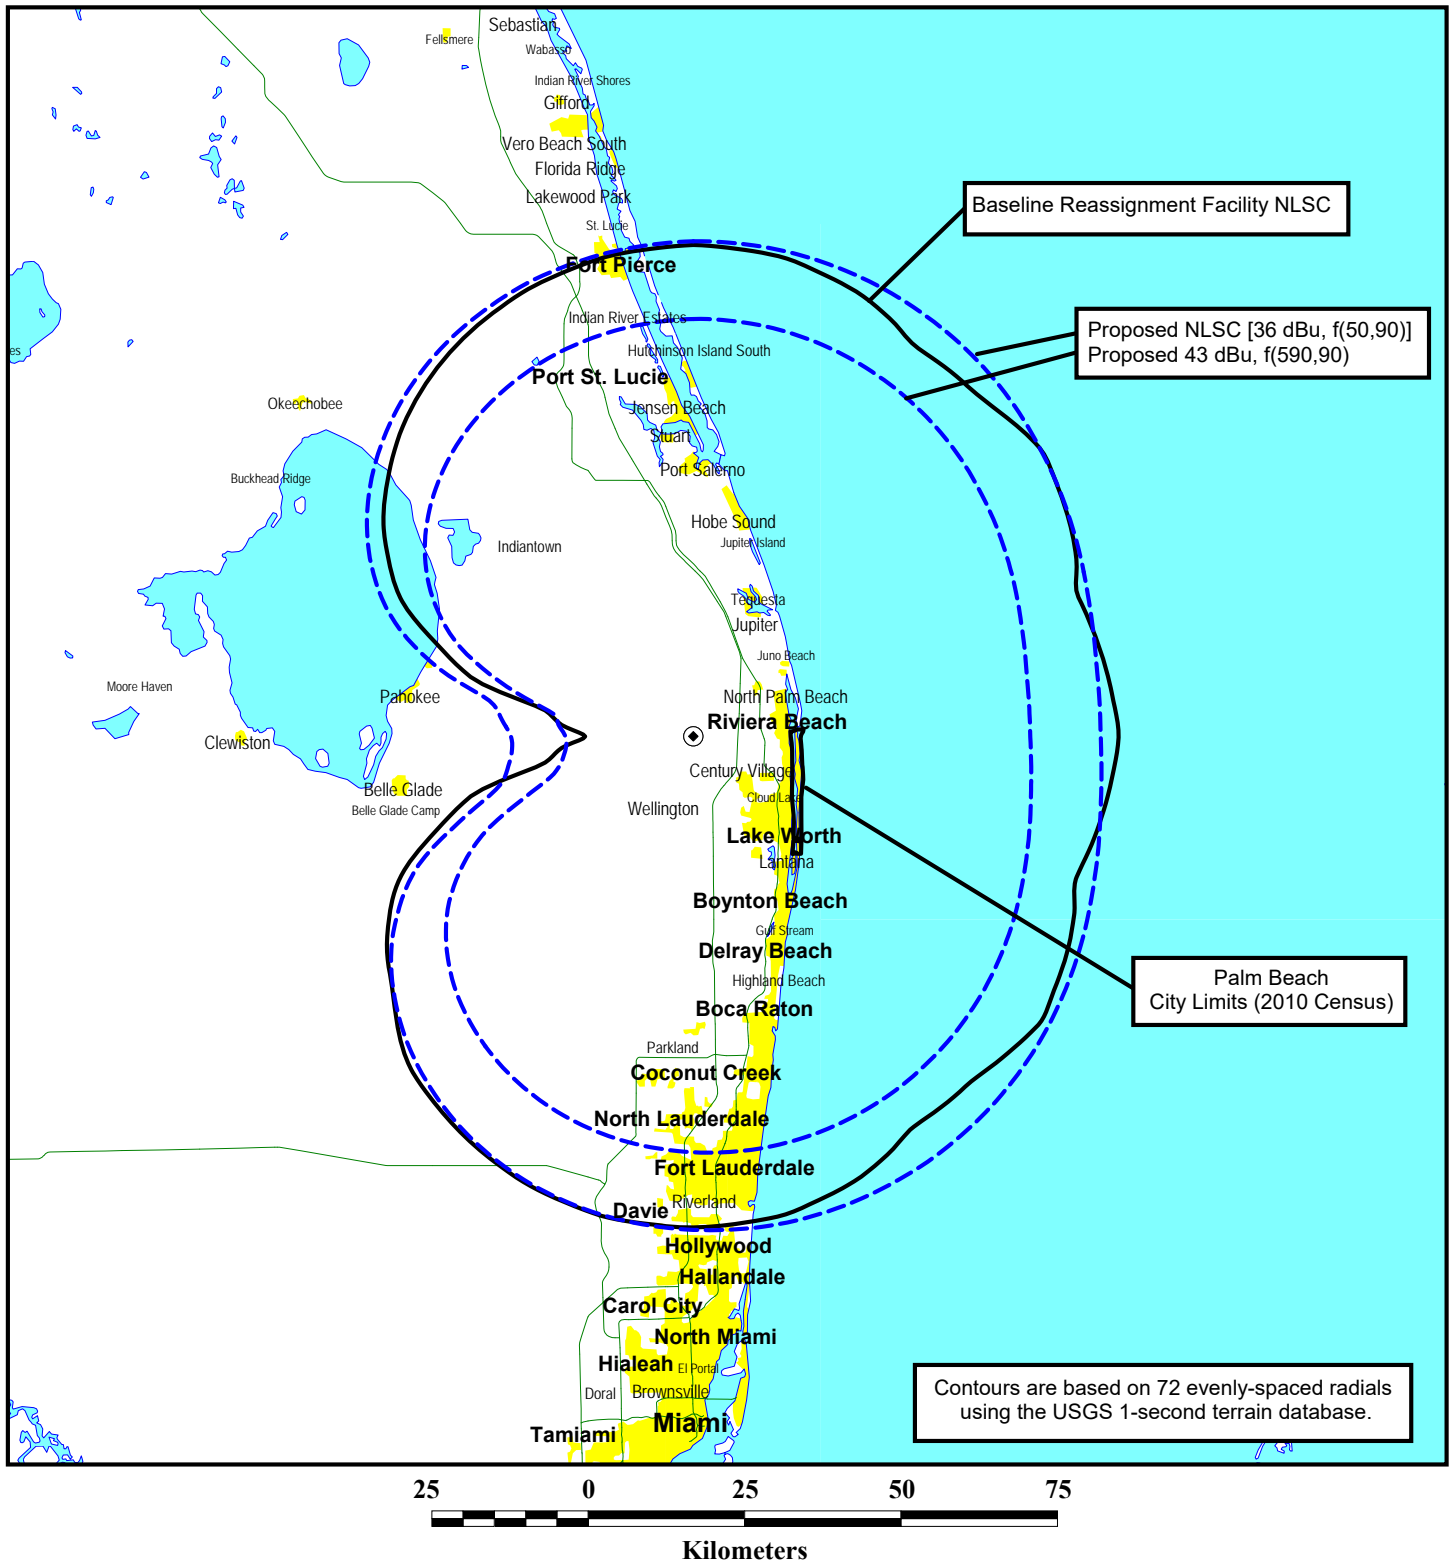 Sebastian
Fellsmere
Wabasso
Indian River Shores
Gifford
Vero Beach South
Florida Ridge
Lakewood Park
Baseline Reassignment Facility NLSC
St. Lucie
Fort Pierce
Indian River Estates
Proposed NLSC [36 dBu, f(50,90)]
Proposed 43 dBu, f(590,90)
es
Hutchinson Island South
Port St. Lucie
Okeechobee
Jensen Beach
Stuart
Port Salerno
Buckhead Ridge
Hobe Sound
Jupiter Island
Indiantown
Tequesta
Jupiter
Juno Beach
Moore Haven
Pahokee
North Palm Beach
Riviera Beach
Clewiston
Century Village
Belle Glade
Cloud Lake
Belle Glade Camp
Wellington
Lake Worth
Lantana
Boynton Beach
Gulf Stream
Delray Beach
Highland Beach
Palm Beach
City Limits (2010 Census)
Boca Raton
Parkland
Coconut Creek
North Lauderdale
Fort Lauderdale
Riverland
Davie
Hollywood
Hallandale
Carol City
North Miami
Hialeah
El Portal
Doral
Brownsville
Miami
Tamiami
Contours are based on 72 evenly-spaced radials
using the USGS 1-second terrain database.
25 0 25 50 75
Kilometers